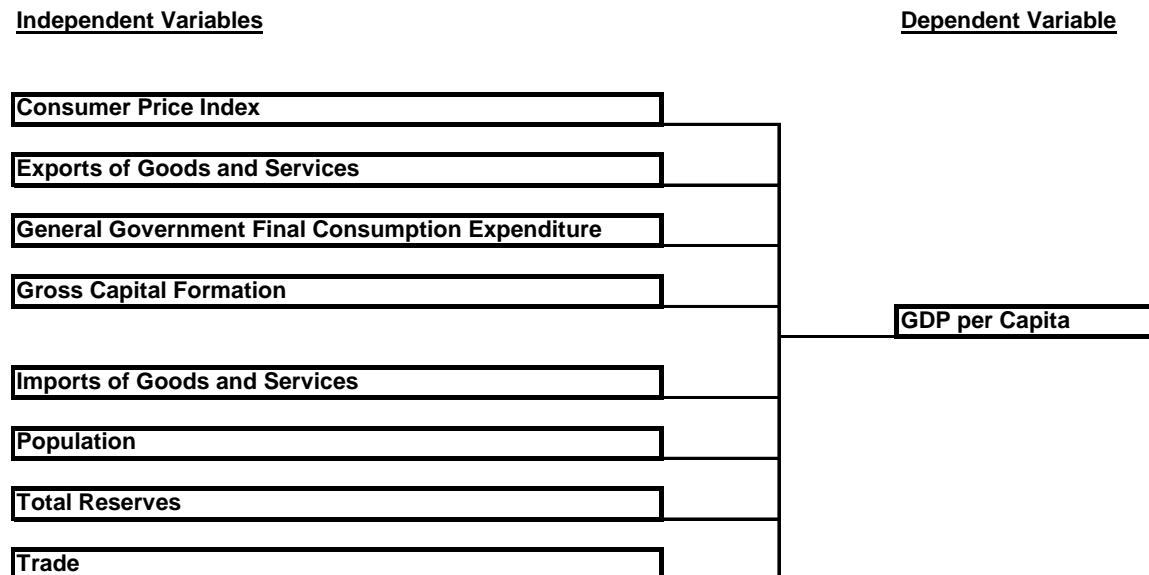 Independent Variables
Dependent Variable
Consumer Price Index
Exports of Goods and Services
General Government Final Consumption Expenditure
Gross Capital Formation
GDP per Capita
Imports of Goods and Services
Population
Total Reserves
Trade